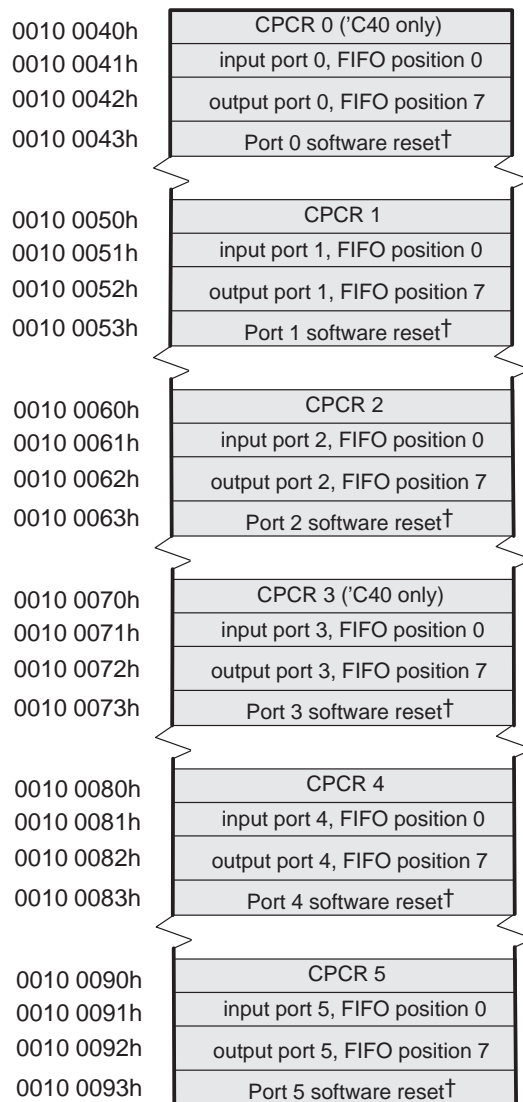 0010 0040h CPCR 0 ('C40 only)
0010 0041h input port 0, FIFO position 0
0010 0042h output port 0, FIFO position 7
0010 0043h Port 0 software reset†
0010 0050h CPCR 1
0010 0051h input port 1, FIFO position 0
0010 0052h output port 1, FIFO position 7
0010 0053h Port 1 software reset†
0010 0060h CPCR 2
0010 0061h input port 2, FIFO position 0
0010 0062h output port 2, FIFO position 7
0010 0063h Port 2 software reset†
0010 0070h CPCR 3 ('C40 only)
0010 0071h input port 3, FIFO position 0
0010 0072h output port 3, FIFO position 7
0010 0073h Port 3 software reset†
0010 0080h CPCR 4
0010 0081h input port 4, FIFO position 0
0010 0082h output port 4, FIFO position 7
0010 0083h Port 4 software reset†
0010 0090h CPCR 5
0010 0091h input port 5, FIFO position 0
0010 0092h output port 5, FIFO position 7
0010 0093h Port 5 software reset†